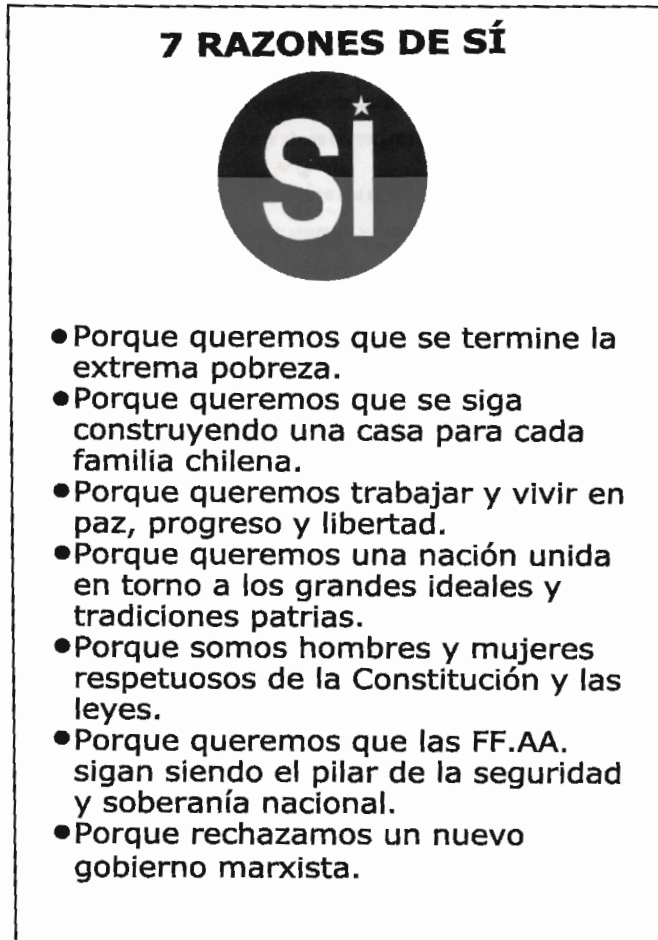 7 RAZONES DE SÍ
SI
●Porque queremos que se termine la
extrema pobreza.
●Porque queremos que se siga
construyendo una casa para cada
familia chilena.
●Porque queremos trabajar y vivir en
paz, progreso y libertad.
●Porque queremos una nación unida
en torno a los grandes ideales y
tradiciones patrias.
●Porque somos hombres y mujeres
respetuosos de la Constitución y las
leyes.
●Porque queremos que las FF.AA.
sigan siendo el pilar de la seguridad
y soberanía nacional.
●Porque rechazamos un nuevo
gobierno marxista.